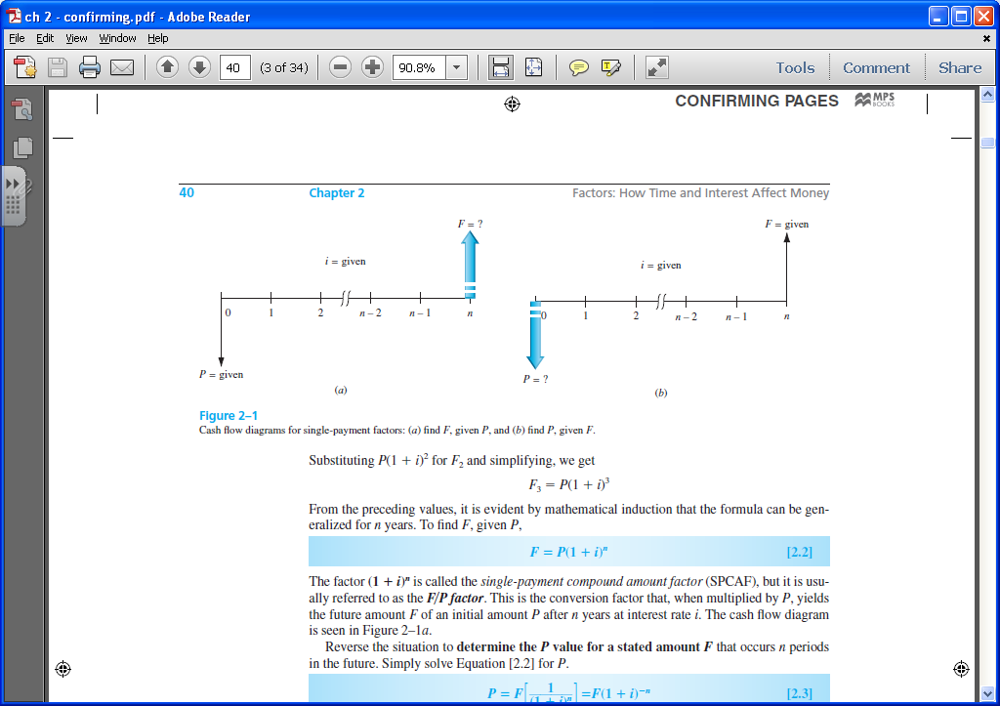 ch 2 - confirming.pdf - Adobe Reader
File Edit View Window Help
40 (3 of 34) 90.8% Tools Comment Share
CONFIRMING PAGES MPS BOOKS
40 Chapter 2 Factors: How Time and Interest Affect Money
F = ?
F = given
i = given
i = given
0 1 2 n – 2 n – 1 n
0 1 2 n – 2 n – 1 n
P = given
P = ?
(a)
(b)
Figure 2–1
Cash flow diagrams for single-payment factors: (a) find F, given P, and (b) find P, given F.
Substituting P(1 + i)² for F₂ and simplifying, we get
F₃ = P(1 + i)³
From the preceding values, it is evident by mathematical induction that the formula can be gen-
eralized for n years. To find F, given P,
F = P(1 + i)ⁿ [2.2]
The factor (1 + i)ⁿ is called the single-payment compound amount factor (SPCAF), but it is usu-
ally referred to as the F/P factor. This is the conversion factor that, when multiplied by P, yields
the future amount F of an initial amount P after n years at interest rate i. The cash flow diagram
is seen in Figure 2–1a.
Reverse the situation to determine the P value for a stated amount F that occurs n periods
in the future. Simply solve Equation [2.2] for P.
P = F[1/(1 + i)ⁿ] =F(1 + i)⁻ⁿ [2.3]